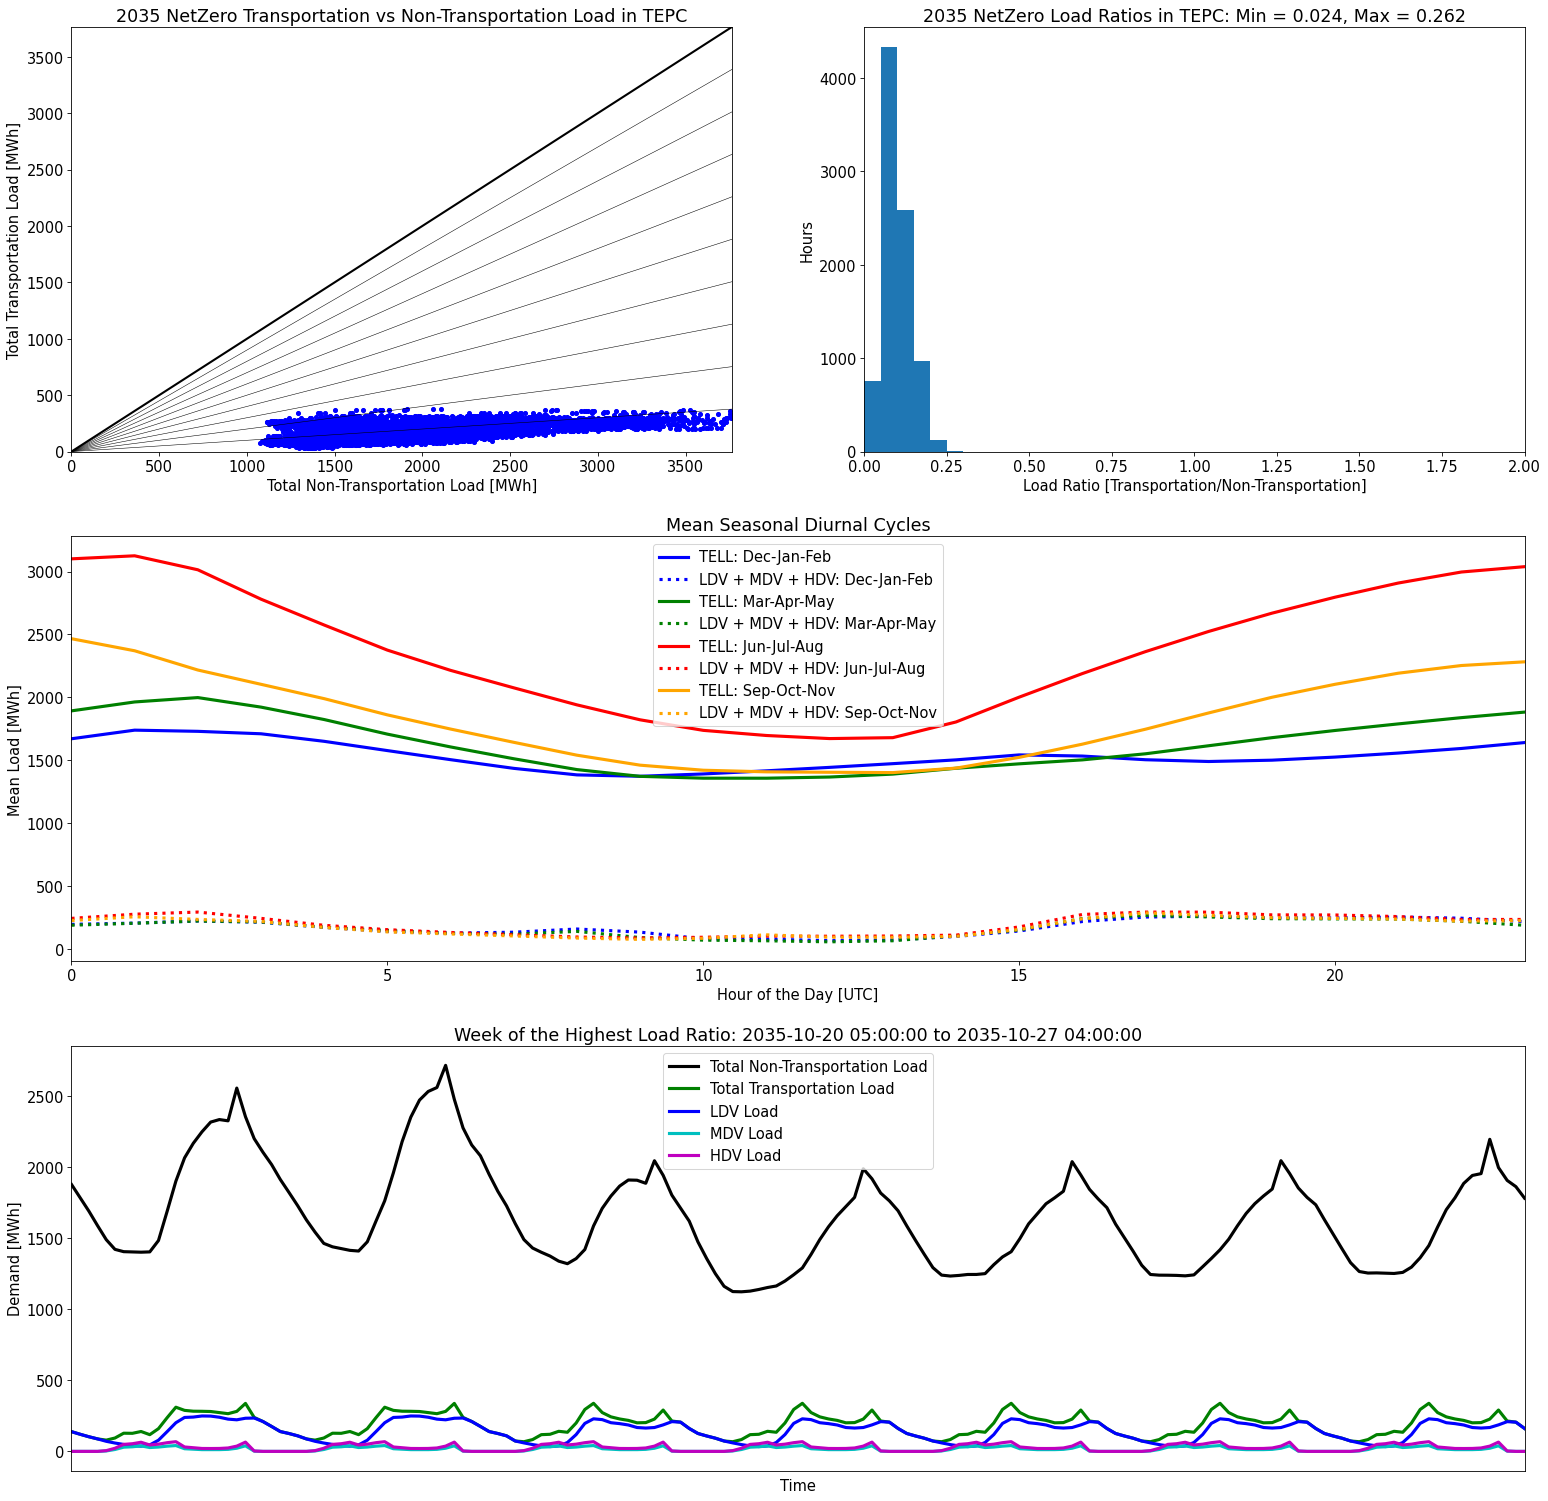 2035 NetZero Transportation vs Non-Transportation Load in TEPC
Total Transportation Load [MWh]
3500
3000
2500
2000
1500
1000
500
0
0 500 1000 1500 2000 2500 3000 3500
Total Non-Transportation Load [MWh]
2035 NetZero Load Ratios in TEPC: Min = 0.024, Max = 0.262
Hours
4000
3000
2000
1000
0
0.00 0.25 0.50 0.75 1.00 1.25 1.50 1.75 2.00
Load Ratio [Transportation/Non-Transportation]
Mean Seasonal Diurnal Cycles
Mean Load [MWh]
3000
2500
2000
1500
1000
500
0
TELL: Dec-Jan-Feb
LDV + MDV + HDV: Dec-Jan-Feb
TELL: Mar-Apr-May
LDV + MDV + HDV: Mar-Apr-May
TELL: Jun-Jul-Aug
LDV + MDV + HDV: Jun-Jul-Aug
TELL: Sep-Oct-Nov
LDV + MDV + HDV: Sep-Oct-Nov
0 5 10 15 20
Hour of the Day [UTC]
Week of the Highest Load Ratio: 2035-10-20 05:00:00 to 2035-10-27 04:00:00
Demand [MWh]
2500
2000
1500
1000
500
0
Total Non-Transportation Load
Total Transportation Load
LDV Load
MDV Load
HDV Load
Time